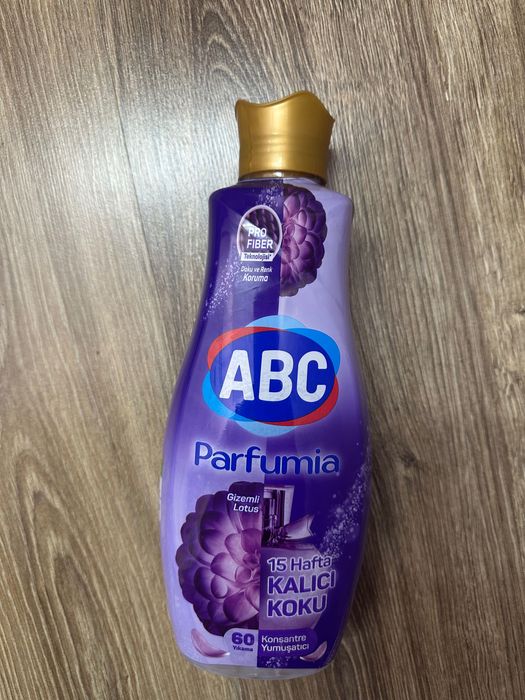 PRO
FIBER
Teknolojisi
Doku ve Renk
Koruma
ABC
Parfumia
Gizemli
Lotus
15 Hafta
KALICI
KOKU
60
Yıkama
Konsantre
Yumuşatıcı